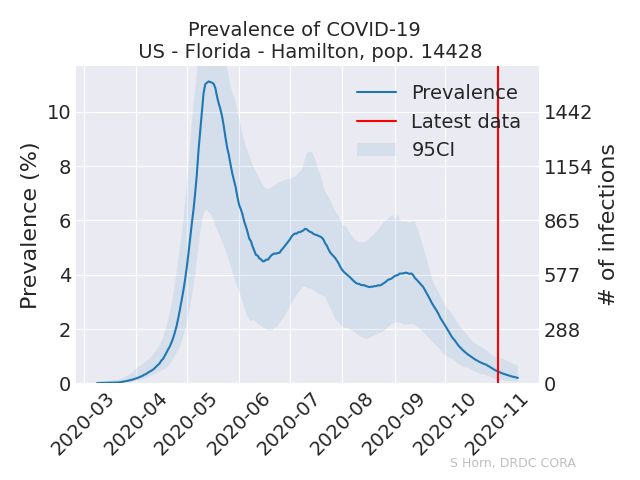 Prevalence of COVID-19
US - Florida - Hamilton, pop. 14428
Prevalence
Latest data
95CI
Prevalence (%)
10
8
6
4
2
0
1442
1154
865
577
288
0
# of infections
2020-03
2020-04
2020-05
2020-06
2020-07
2020-08
2020-09
2020-10
2020-11
S Horn, DRDC CORA